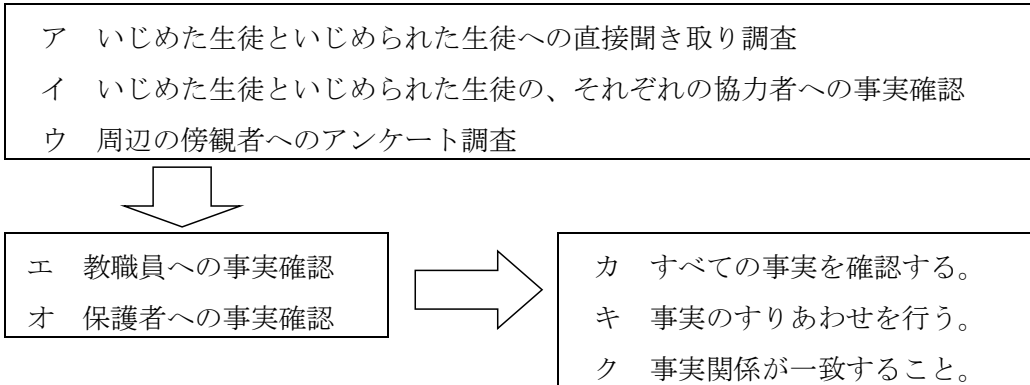 ア　いじめた生徒といじめられた生徒への直接聞き取り調査
イ　いじめた生徒といじめられた生徒の、それぞれの協力者への事実確認
ウ　周辺の傍観者へのアンケート調査
エ　教職員への事実確認
オ　保護者への事実確認
カ　すべての事実を確認する。
キ　事実のすりあわせを行う。
ク　事実関係が一致すること。